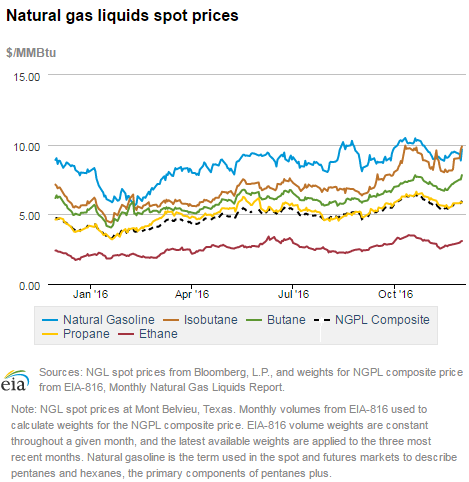 Natural gas liquids spot prices
$/MMBtu
15.00
10.00
5.00
0.00
Jan '16 Apr '16 Jul '16 Oct '16
Natural Gasoline Isobutane Butane NGPL Composite
Propane Ethane
eia
Sources: NGL spot prices from Bloomberg, L.P., and weights for NGPL composite price
from EIA-816, Monthly Natural Gas Liquids Report.
Note: NGL spot prices at Mont Belvieu, Texas. Monthly volumes from EIA-816 used to
calculate weights for the NGPL composite price. EIA-816 volume weights are constant
throughout a given month, and the latest available weights are applied to the three most
recent months. Natural gasoline is the term used in the spot and futures markets to describe
pentanes and hexanes, the primary components of pentanes plus.